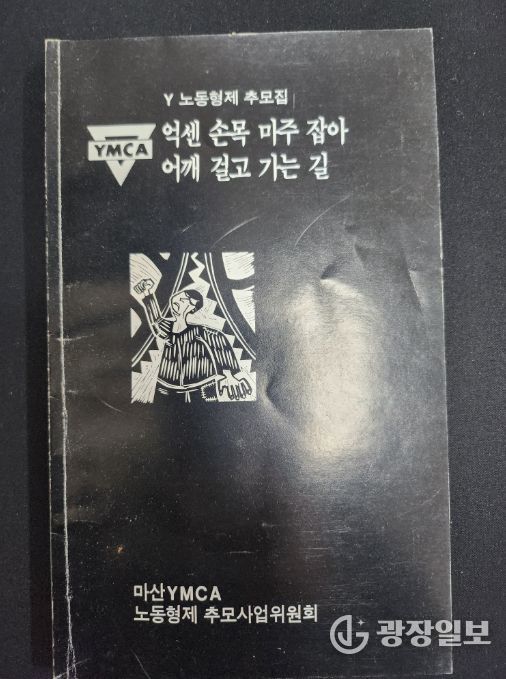 Y 노동형제 추모집
YMCA
억센 손목 마주 잡아
어깨 걸고 가는 길
마산YMCA
노동형제 추모사업위원회
광장일보